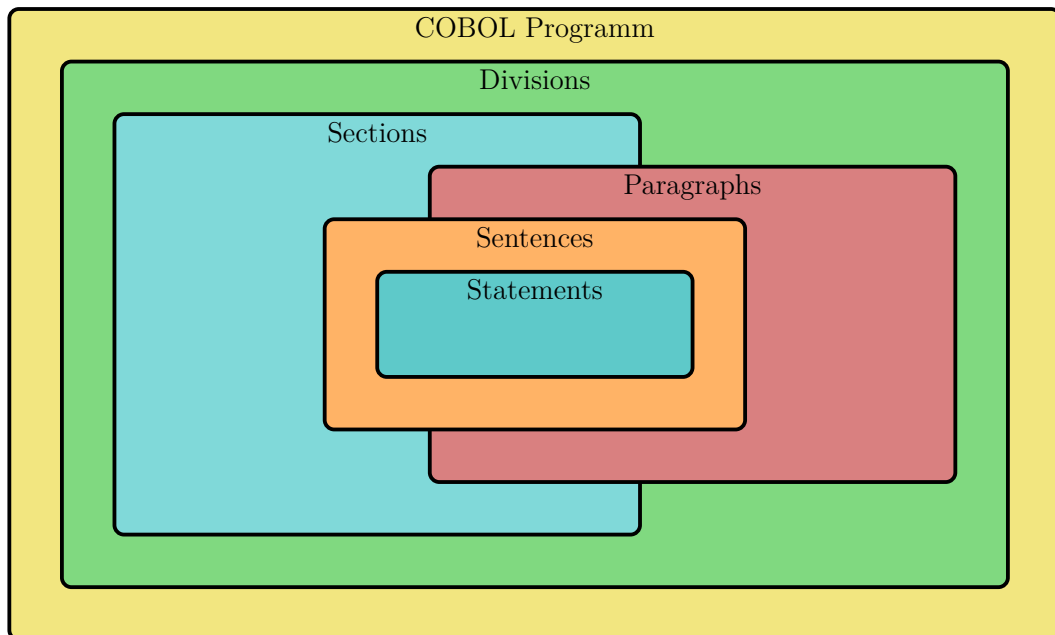 COBOL Programm
Divisions
Sections
Paragraphs
Sentences
Statements